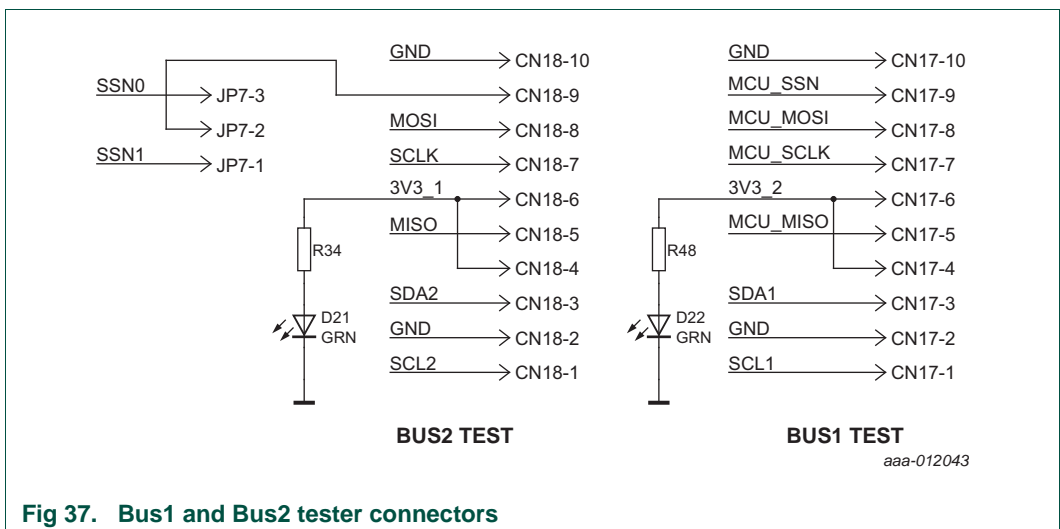 SSN0
JP7-3
JP7-2
SSN1
JP7-1
GND
CN18-10
CN18-9
MOSI
CN18-8
SCLK
CN18-7
3V3_1
CN18-6
MISO
CN18-5
CN18-4
SDA2
CN18-3
GND
CN18-2
SCL2
CN18-1
R34
D21
GRN
BUS2 TEST
GND
CN17-10
MCU_SSN
CN17-9
MCU_MOSI
CN17-8
MCU_SCLK
CN17-7
3V3_2
CN17-6
MCU_MISO
CN17-5
CN17-4
SDA1
CN17-3
GND
CN17-2
SCL1
CN17-1
R48
D22
GRN
BUS1 TEST
aaa-012043
Fig 37. Bus1 and Bus2 tester connectors